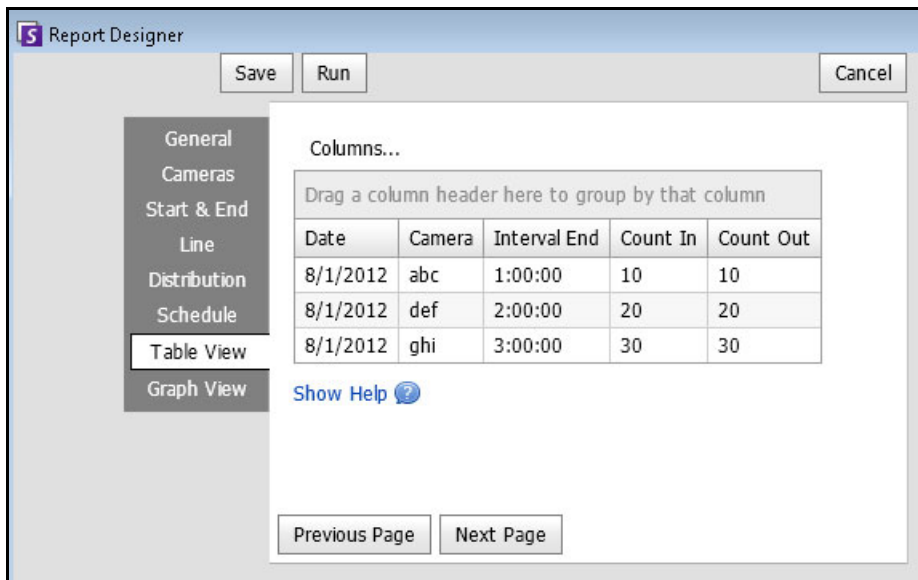 Report Designer
Save Run Cancel
General
Cameras
Start & End
Line
Distribution
Schedule
Table View
Graph View
Columns...
Drag a column header here to group by that column
Date Camera Interval End Count In Count Out
8/1/2012 abc 1:00:00 10 10
8/1/2012 def 2:00:00 20 20
8/1/2012 ghi 3:00:00 30 30
Show Help ?
Previous Page Next Page